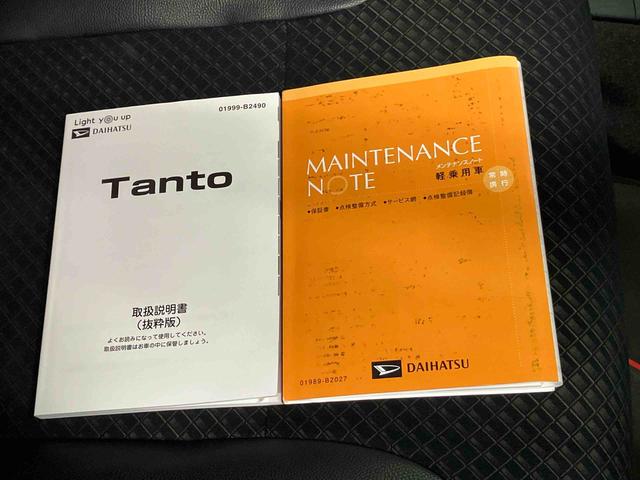 01999-B2490
Light you up
DAIHATSU
Tanto
取扱説明書
(抜粋版)
よくお読みになって使用してください。
取扱説明書はお車の中に保管しましょう。
MAINTENANCE
NOTE
メンテナンスノート
軽乗用車
常時
携行
•保証書 •点検整備方式 •サービス網 •点検整備記録簿
DAIHATSU
01989-B2027